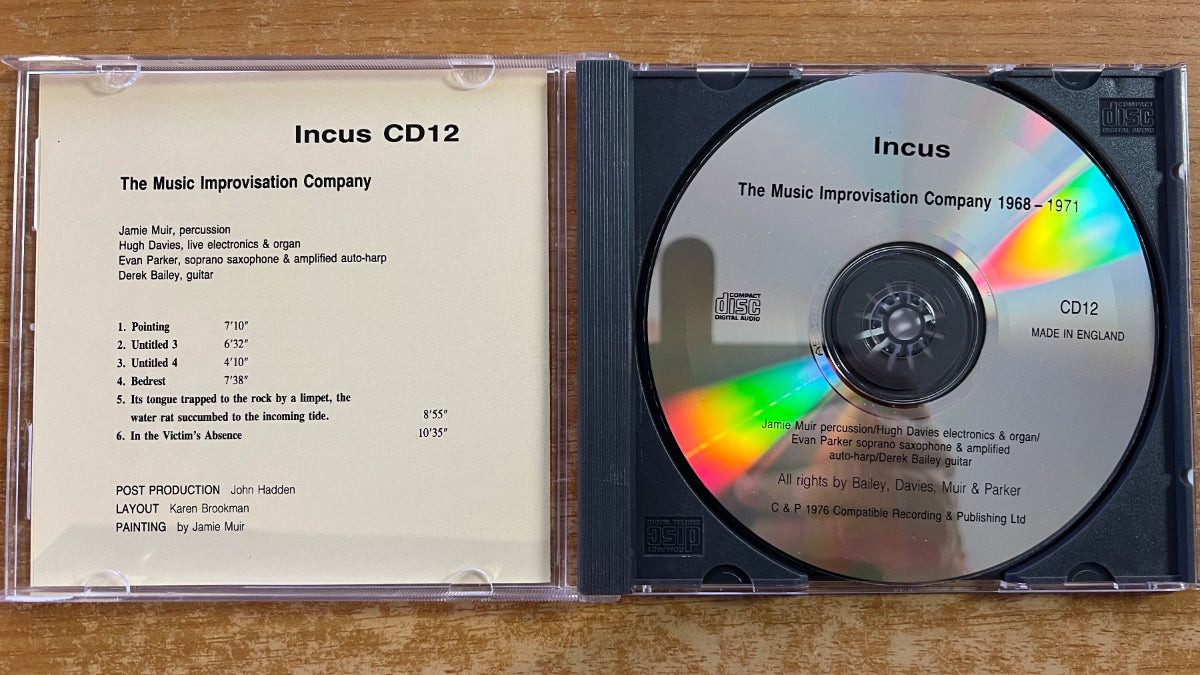 Incus CD12
The Music Improvisation Company
Jamie Muir, percussion
Hugh Davies, live electronics & organ
Evan Parker, soprano saxophone & amplified auto-harp
Derek Bailey, guitar
1. Pointing 7'10"
2. Untitled 3 6'32"
3. Untitled 4 4'10"
4. Bedrest 7'38"
5. Its tongue trapped to the rock by a limpet, the
water rat succumbed to the incoming tide. 8'55"
6. In the Victim's Absence 10'35"
POST PRODUCTION John Hadden
LAYOUT Karen Brookman
PAINTING by Jamie Muir
COMPACT
disc
DIGITAL AUDIO
Incus
The Music Improvisation Company 1968–1971
COMPACT
disc
DIGITAL AUDIO
CD12
MADE IN ENGLAND
Jamie Muir percussion/Hugh Davies electronics & organ/
Evan Parker soprano saxophone & amplified
auto-harp/Derek Bailey guitar
All rights by Bailey, Davies, Muir & Parker
C & P 1976 Compatible Recording & Publishing Ltd
COMPACT
disc
DIGITAL AUDIO